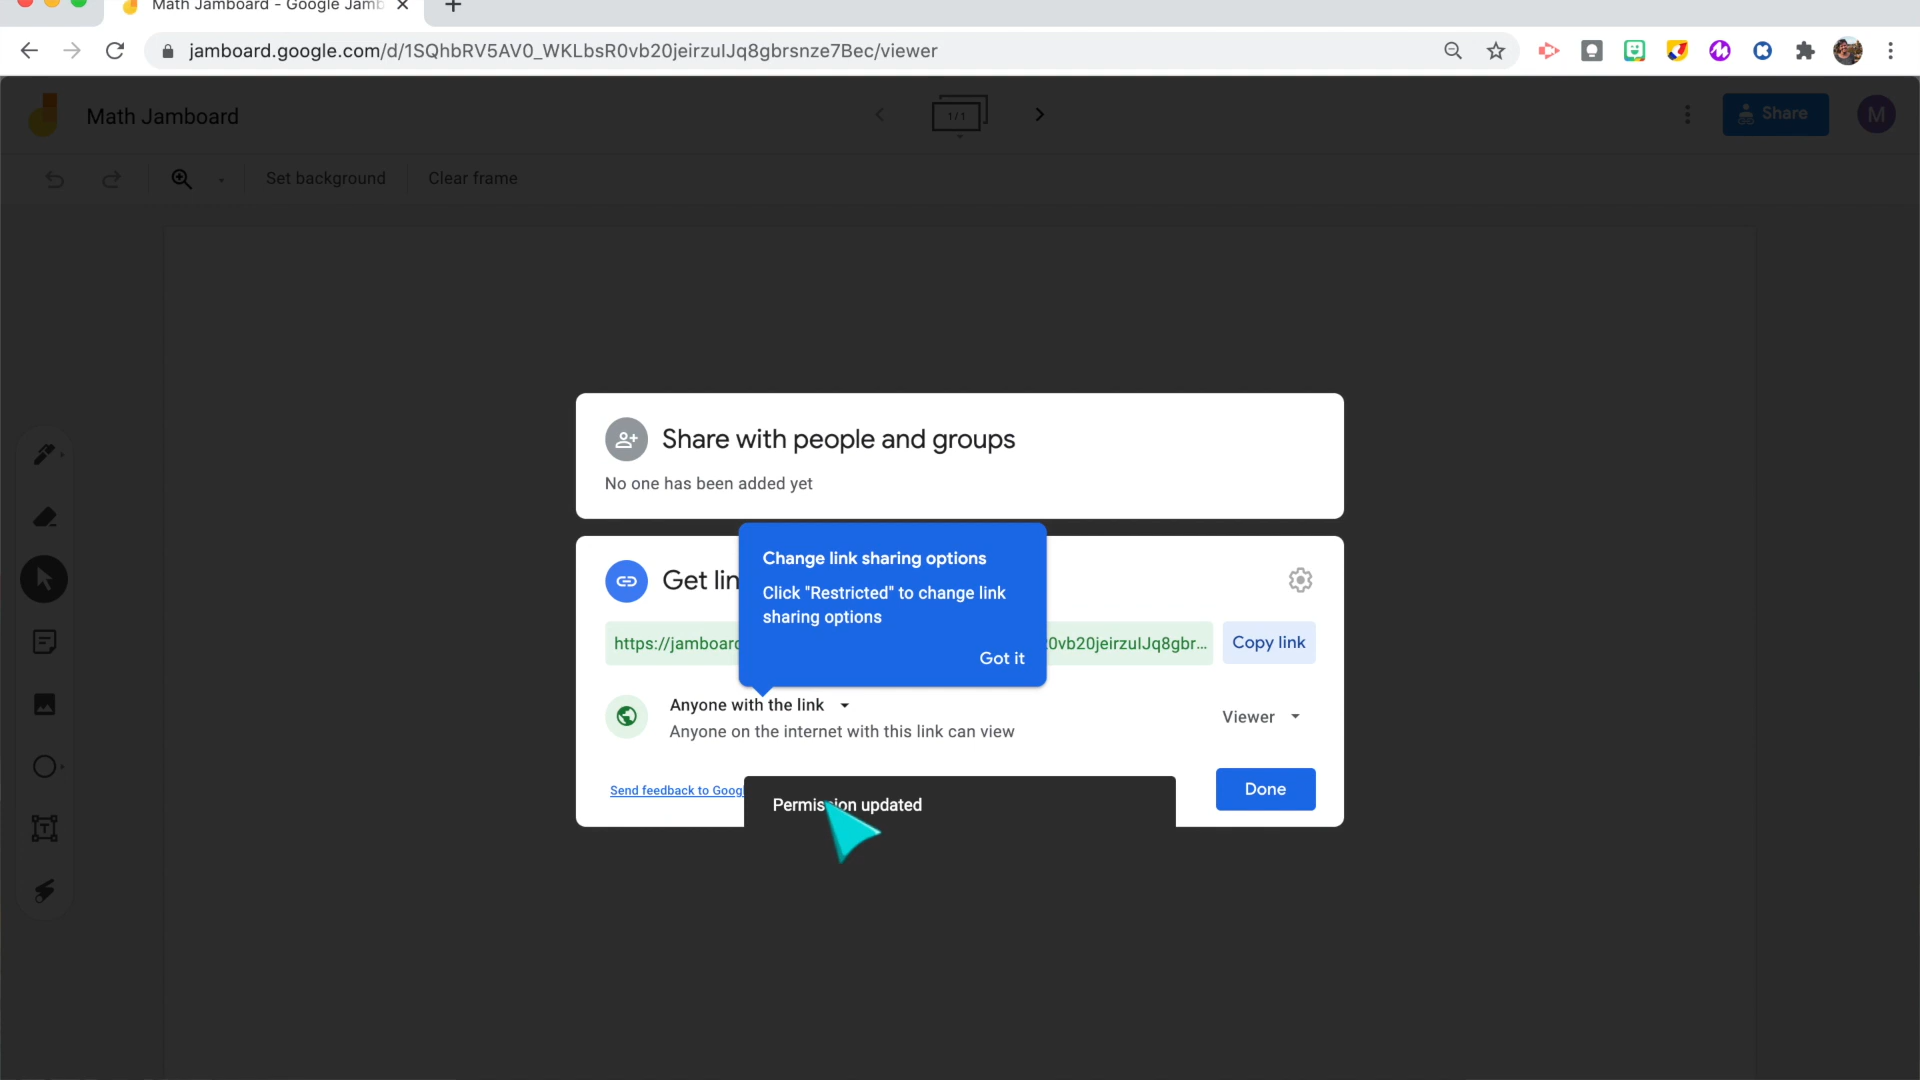 Math Jamboard - Google Jamb
jamboard.google.com/d/1SQhbRV5AV0_WKLbsR0vb20jeirzulJq8gbrsnze7Bec/viewer
Math Jamboard
1/1
Share
M
Set background
Clear frame
Share with people and groups
No one has been added yet
Change link sharing options
Click "Restricted" to change link
sharing options
Got it
Get lin
https://jamboard
0vb20jeirzulJq8gbr...
Copy link
Anyone with the link
Anyone on the internet with this link can view
Viewer
Send feedback to Googl
Permission updated
Done